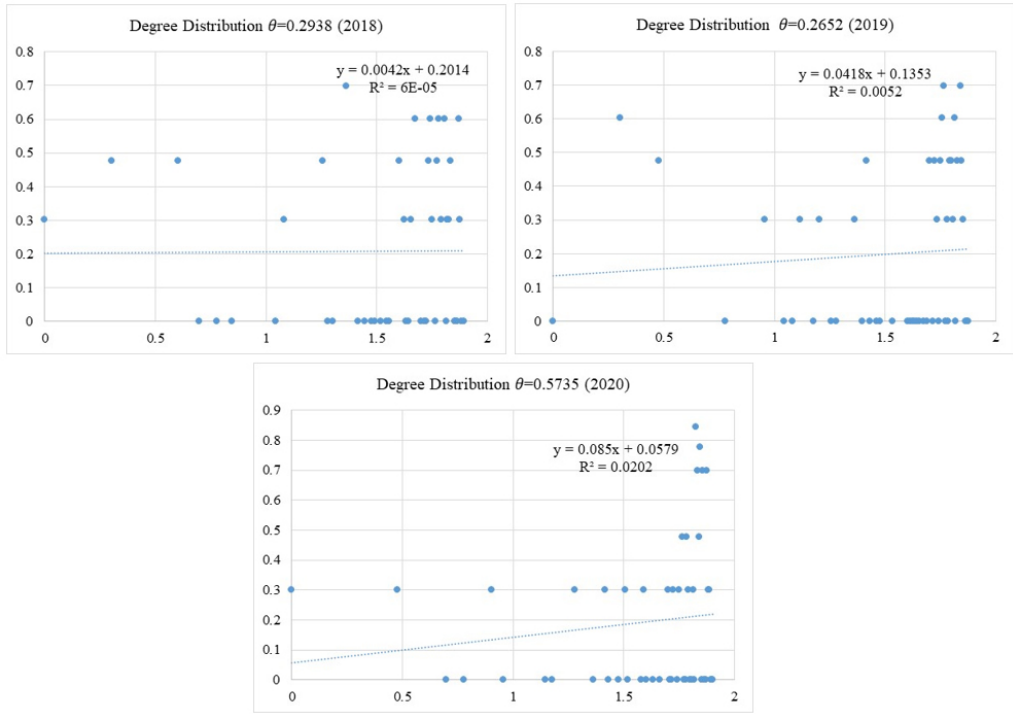 Degree Distribution θ=0.2938 (2018)
0.8
0.7
0.6
0.5
0.4
0.3
0.2
0.1
0
y = 0.0042x + 0.2014
R² = 6E-05
0 0.5 1 1.5 2
Degree Distribution θ=0.2652 (2019)
0.8
0.7
0.6
0.5
0.4
0.3
0.2
0.1
0
y = 0.0418x + 0.1353
R² = 0.0052
0 0.5 1 1.5 2
Degree Distribution θ=0.5735 (2020)
0.9
0.8
0.7
0.6
0.5
0.4
0.3
0.2
0.1
0
y = 0.085x + 0.0579
R² = 0.0202
0 0.5 1 1.5 2